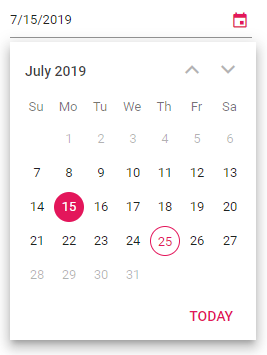 7/15/2019
July 2019
Su Mo Tu We Th Fr Sa
1 2 3 4 5 6
7 8 9 10 11 12 13
14 15 16 17 18 19 20
21 22 23 24 25 26 27
28 29 30 31
TODAY